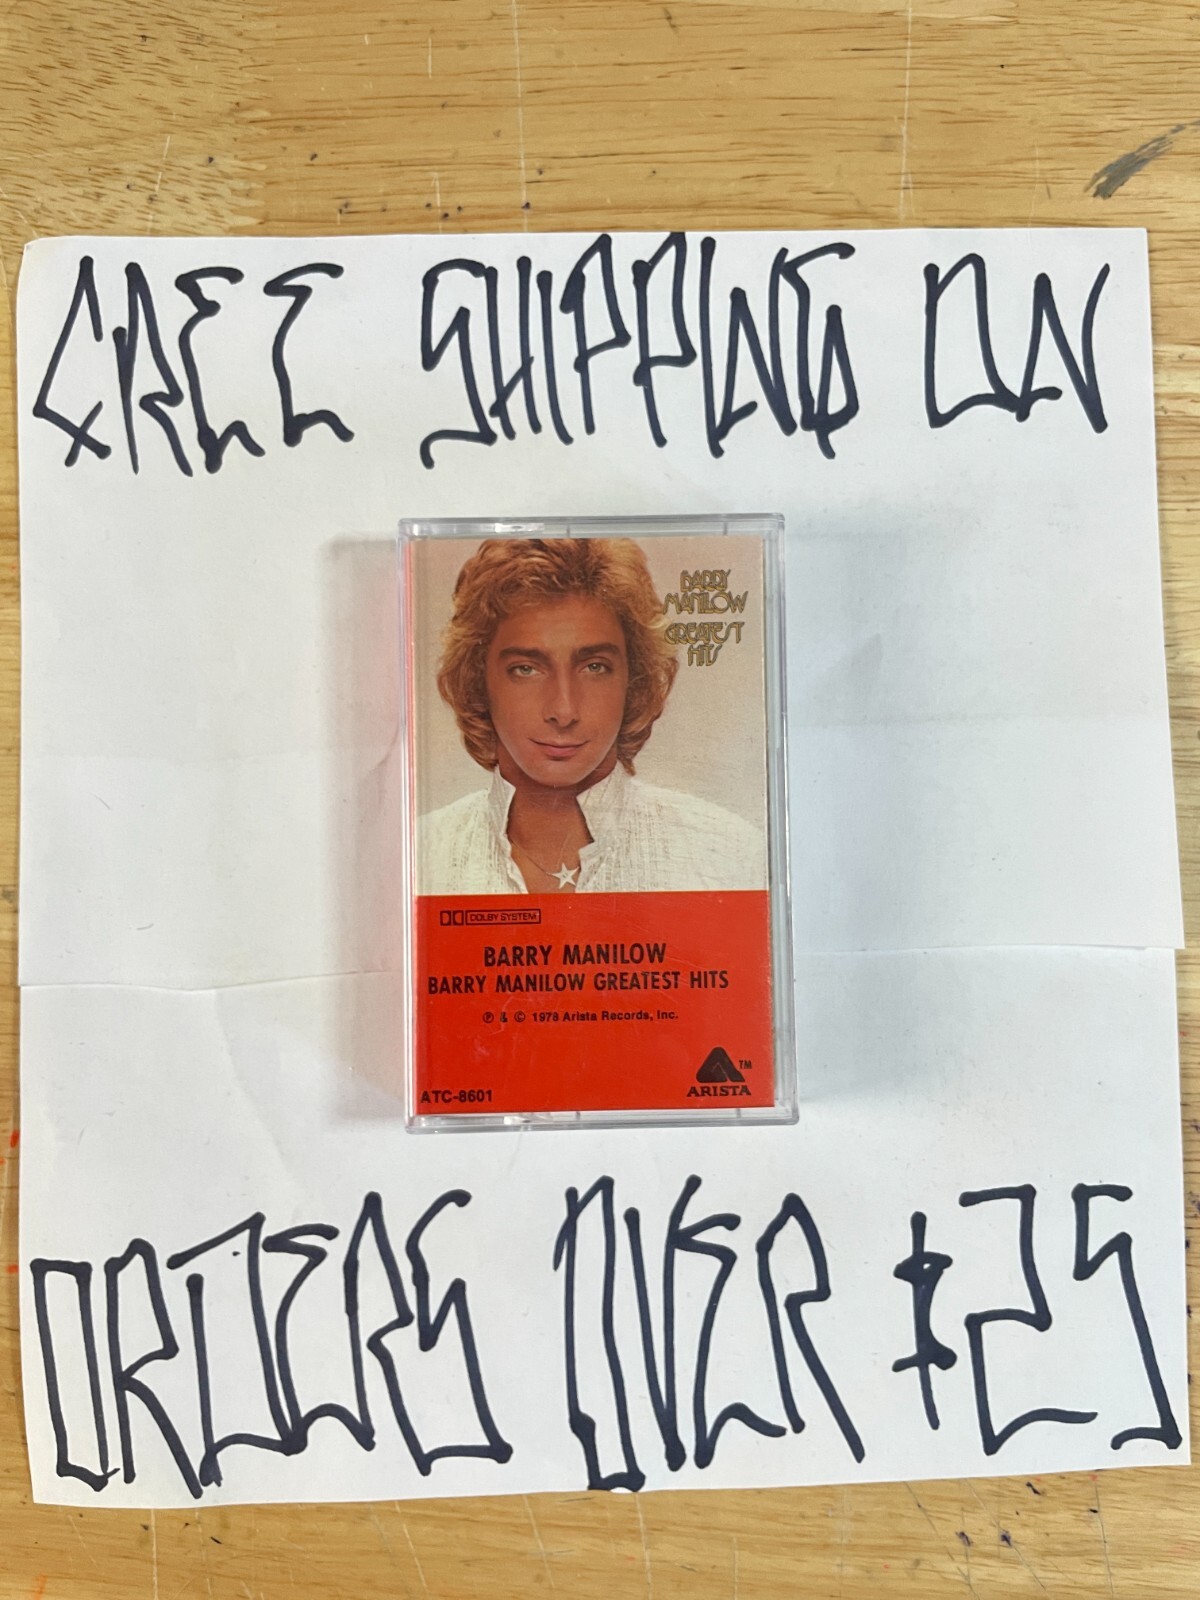 FREE SHIPPING ON
BARRY
MANILOW
GREATEST
HITS
DOLBY SYSTEM
BARRY MANILOW
BARRY MANILOW GREATEST HITS
℗ & © 1978 Arista Records, Inc.
TM
ARISTA
ATC-8601
ORDERS OVER $25